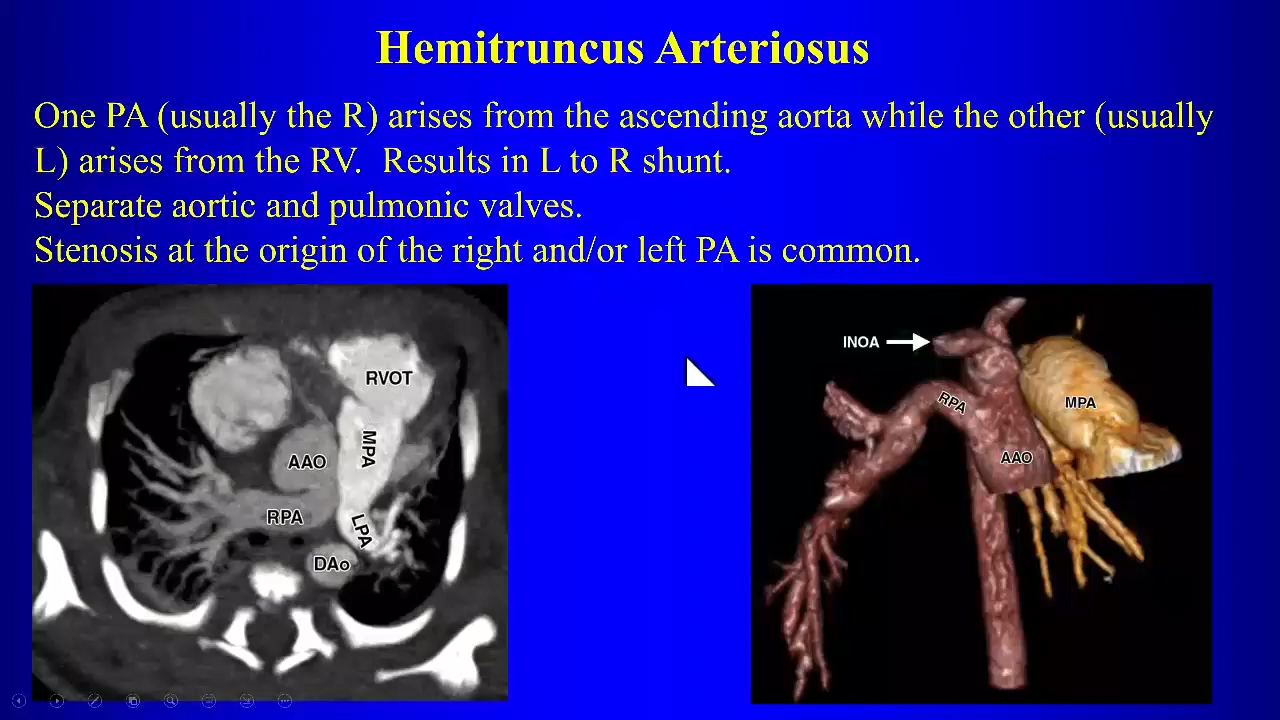 Hemitruncus Arteriosus
One PA (usually the R) arises from the ascending aorta while the other (usually
L) arises from the RV.  Results in L to R shunt.
Separate aortic and pulmonic valves.
Stenosis at the origin of the right and/or left PA is common.
RVOT
MPA
AAO
RPA
LPA
DAo
INOA
RPA
MPA
AAO